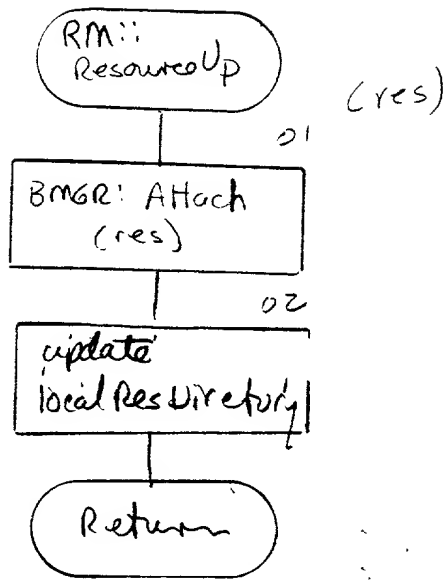 RM::
ResourceUp
(res)
01
BMGR: Attach
(res)
02
update
localResDirectory
Return